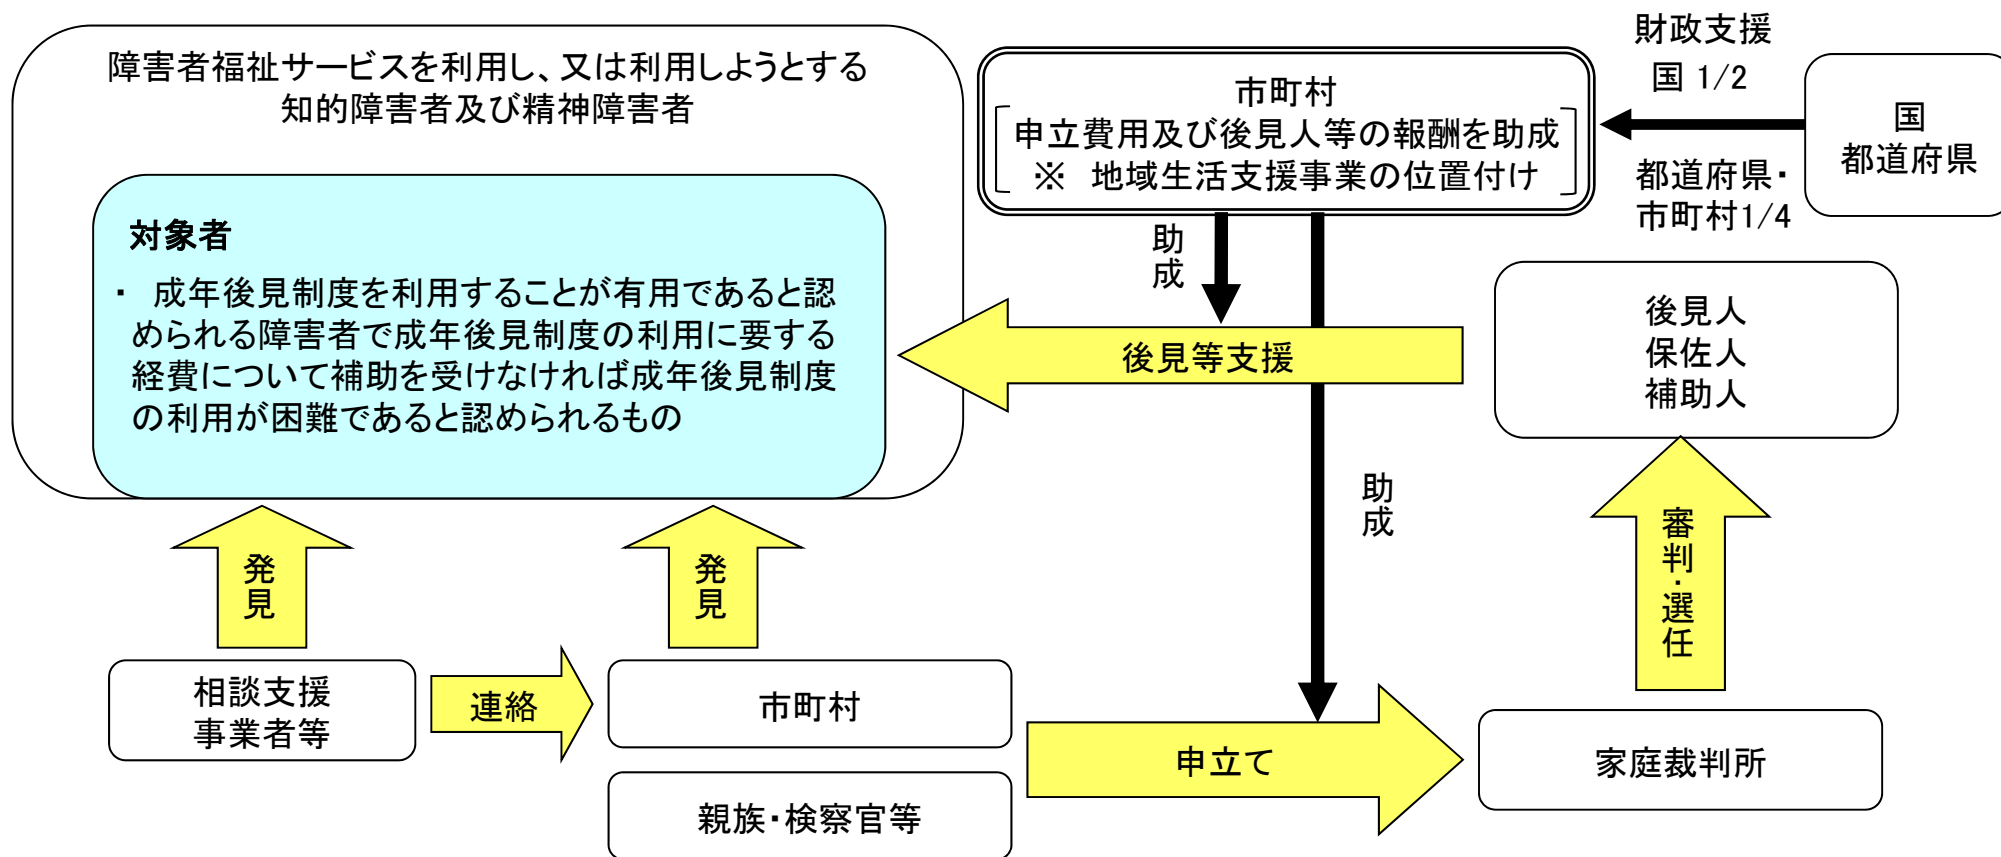 障害者福祉サービスを利用し、又は利用しようとする
知的障害者及び精神障害者
対象者
・ 成年後見制度を利用することが有用であると認
められる障害者で成年後見制度の利用に要する
経費について補助を受けなければ成年後見制度
の利用が困難であると認められるもの
市町村
申立費用及び後見人等の報酬を助成
※ 地域生活支援事業の位置付け
財政支援
国 1/2
都道府県・
市町村1/4
国
都道府県
助成
後見等支援
後見人
保佐人
補助人
助成
審判・選任
発見
発見
相談支援
事業者等
連絡
市町村
親族・検察官等
申立て
家庭裁判所